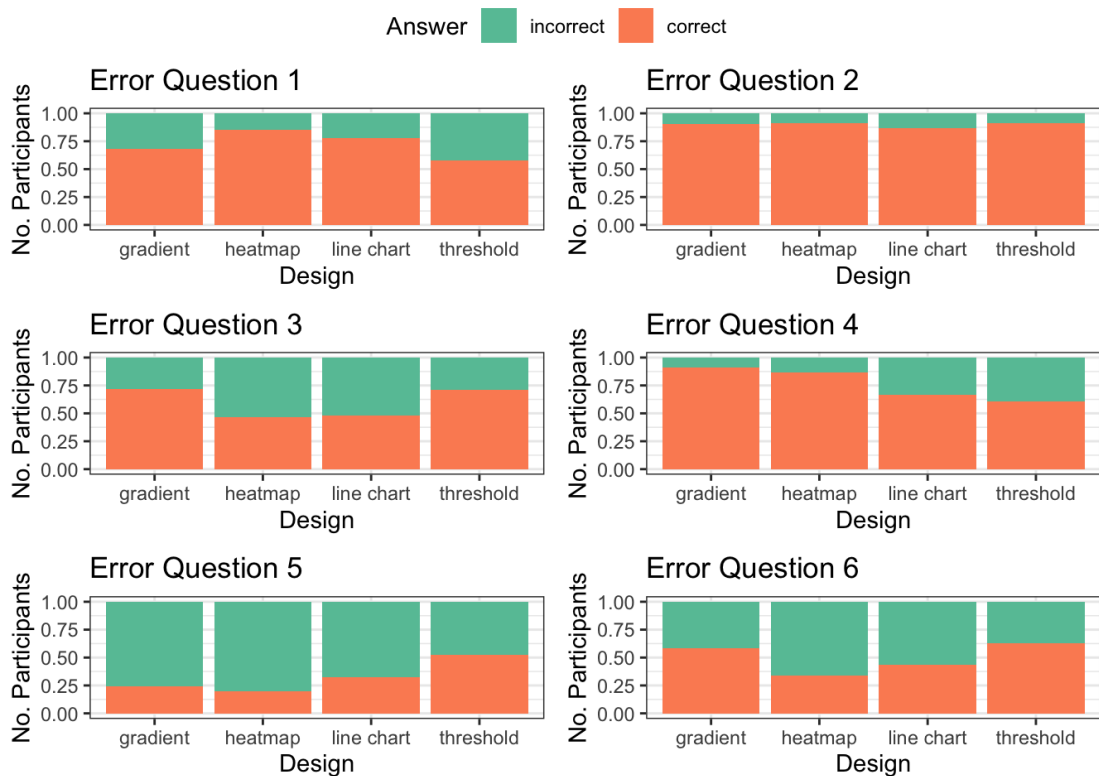 Answer incorrect correct
Error Question 1
No. Participants
1.00
0.75
0.50
0.25
0.00
gradient heatmap line chart threshold
Design
Error Question 2
No. Participants
1.00
0.75
0.50
0.25
0.00
gradient heatmap line chart threshold
Design
Error Question 3
No. Participants
1.00
0.75
0.50
0.25
0.00
gradient heatmap line chart threshold
Design
Error Question 4
No. Participants
1.00
0.75
0.50
0.25
0.00
gradient heatmap line chart threshold
Design
Error Question 5
No. Participants
1.00
0.75
0.50
0.25
0.00
gradient heatmap line chart threshold
Design
Error Question 6
No. Participants
1.00
0.75
0.50
0.25
0.00
gradient heatmap line chart threshold
Design